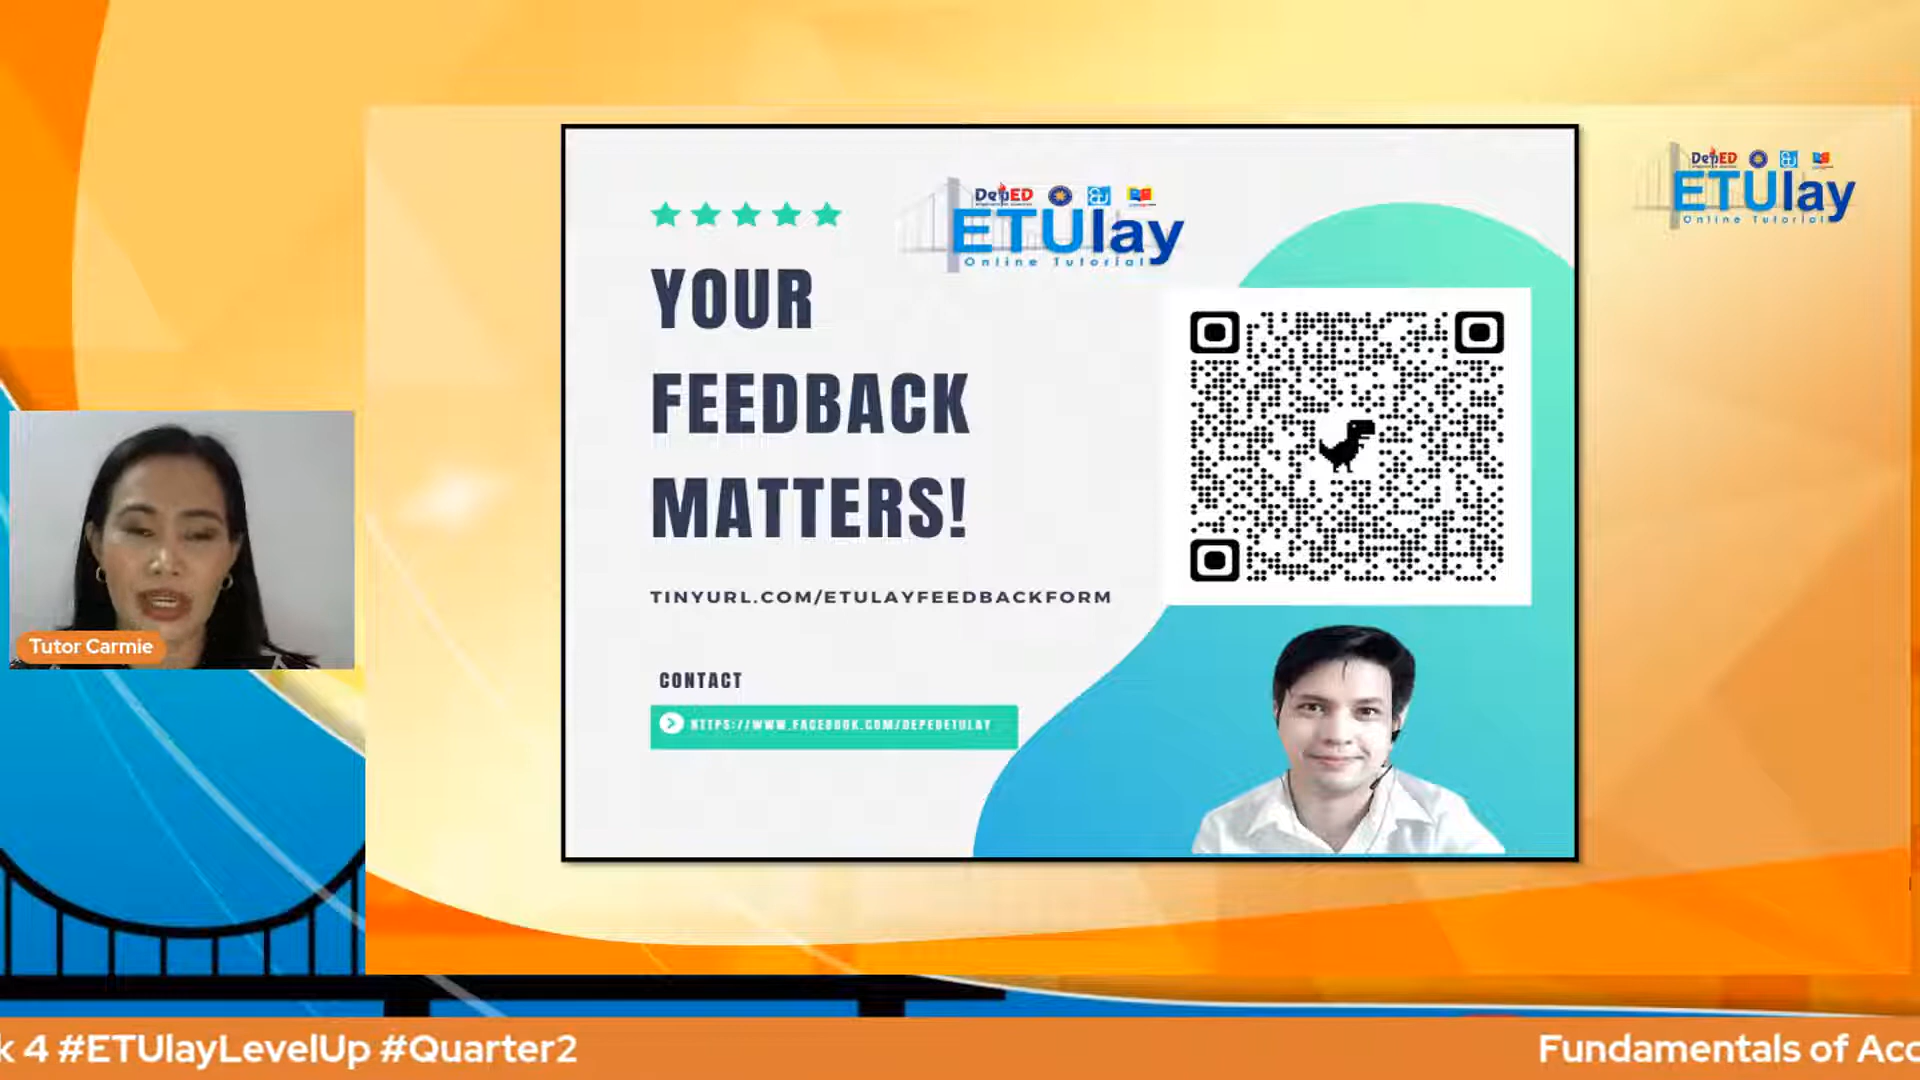 DepED
ETUlay
Online Tutorial
YOUR
FEEDBACK
MATTERS!
TINYURL.COM/ETULAYFEEDBACKFORM
CONTACT
HTTPS://WWW.FACEBOOK.COM/DEPEDETULAY
DepED
ETUlay
Online Tutorial
Tutor Carmie
k 4 #ETUlayLevelUp #Quarter2
Fundamentals of Acc